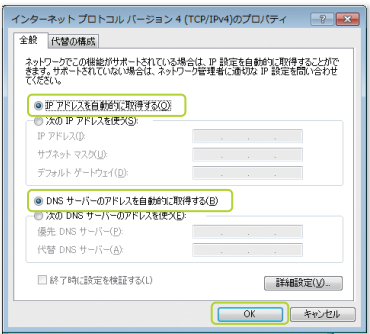 インターネット プロトコル バージョン 4 (TCP/IPv4)のプロパティ
全般 代替の構成
ネットワークでこの機能がサポートされている場合は、IP 設定を自動的に取得することがで
きます。サポートされていない場合は、ネットワーク管理者に適切な IP 設定を問い合わせ
てください。
IP アドレスを自動的に取得する(O)
次の IP アドレスを使う(S):
IP アドレス(I):
サブネット マスク(U):
デフォルト ゲートウェイ(D):
DNS サーバーのアドレスを自動的に取得する(B)
次の DNS サーバーのアドレスを使う(E):
優先 DNS サーバー(P):
代替 DNS サーバー(A):
終了時に設定を検証する(L)
詳細設定(V)...
OK キャンセル